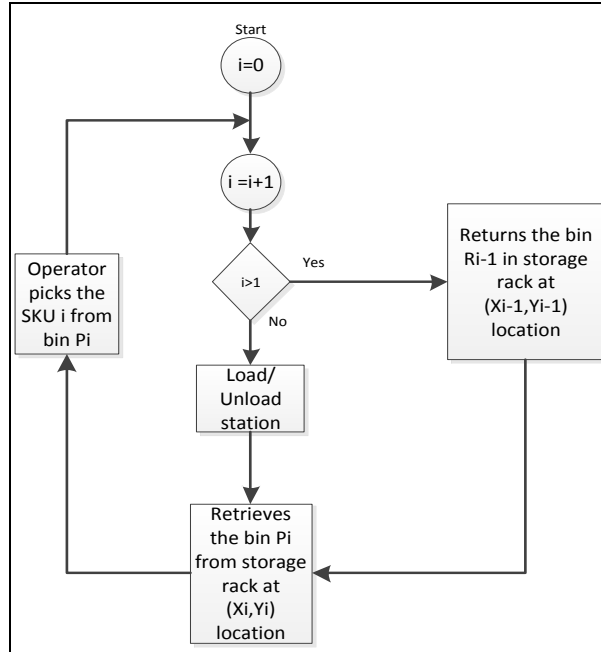 Start
i=0
i =i+1
i>1
Yes
No
Returns the bin
Ri-1 in storage
rack at
(Xi-1,Yi-1)
location
Operator
picks the
SKU i from
bin Pi
Load/
Unload
station
Retrieves
the bin Pi
from storage
rack at
(Xi,Yi)
location